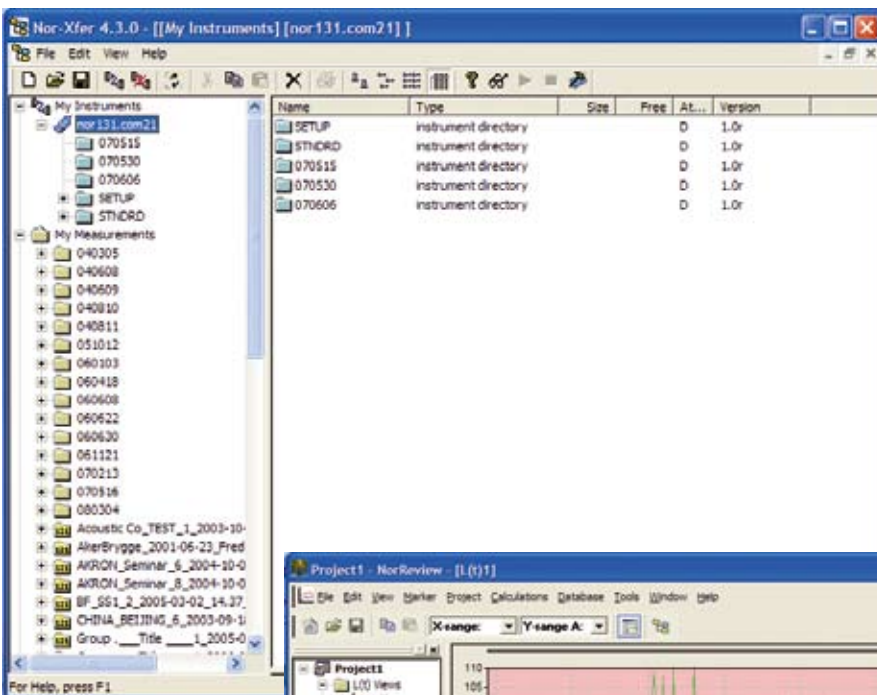 Nor-Xfer 4.3.0 - [[My Instruments] [nor131.com21] ]
File Edit View Help
My Instruments
nor131.com21
070515
070530
070606
SETUP
STNDRD
My Measurements
040305
040608
040609
040810
040811
051012
060103
060418
060608
060622
060630
061121
070213
070516
080304
Acoustic Co_TEST_1_2003-10-
AkerBrygge_2001-06-23_Fred
AKRON_Seminar_6_2004-10-0
AKRON_Seminar_8_2004-10-0
BF_SS1_2_2005-03-02_14.37_
CHINA_BEIJING_6_2003-09-1
Group .___Title ____1_2005-0
For Help, press F1
Name Type Size Free At... Version
SETUP instrument directory D 1.0r
STNDRD instrument directory D 1.0r
070515 instrument directory D 1.0r
070530 instrument directory D 1.0r
070606 instrument directory D 1.0r
Project1 - NorReview - [L(t)1]
File Edit View Marker Project Calculations Database Tools Window Help
X-range: Y-range A:
Project1
L(t) Views
110
105